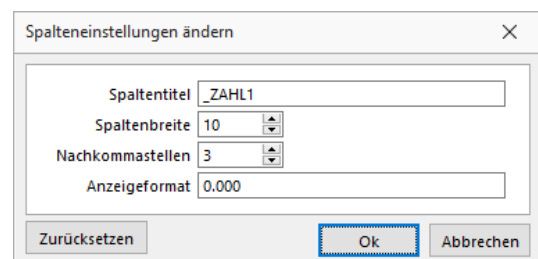 Spalteneinstellungen ändern
Spaltentitel _ZAHL1
Spaltenbreite 10
Nachkommastellen 3
Anzeigeformat 0.000
Zurücksetzen Ok Abbrechen